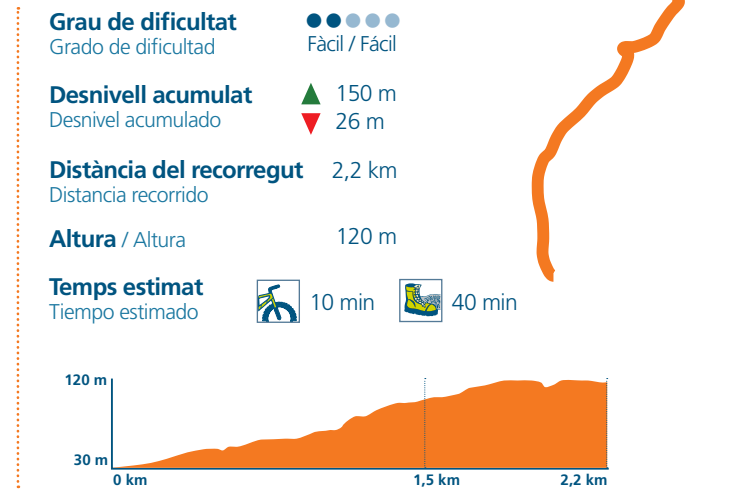 Grau de dificultat
Grado de dificultad
Fàcil / Fácil
Desnivell acumulat
Desnivel acumulado
150 m
26 m
Distància del recorregut 2,2 km
Distancia recorrido
Altura / Altura 120 m
Temps estimat
Tiempo estimado
10 min
40 min
120 m
30 m
0 km 1,5 km 2,2 km